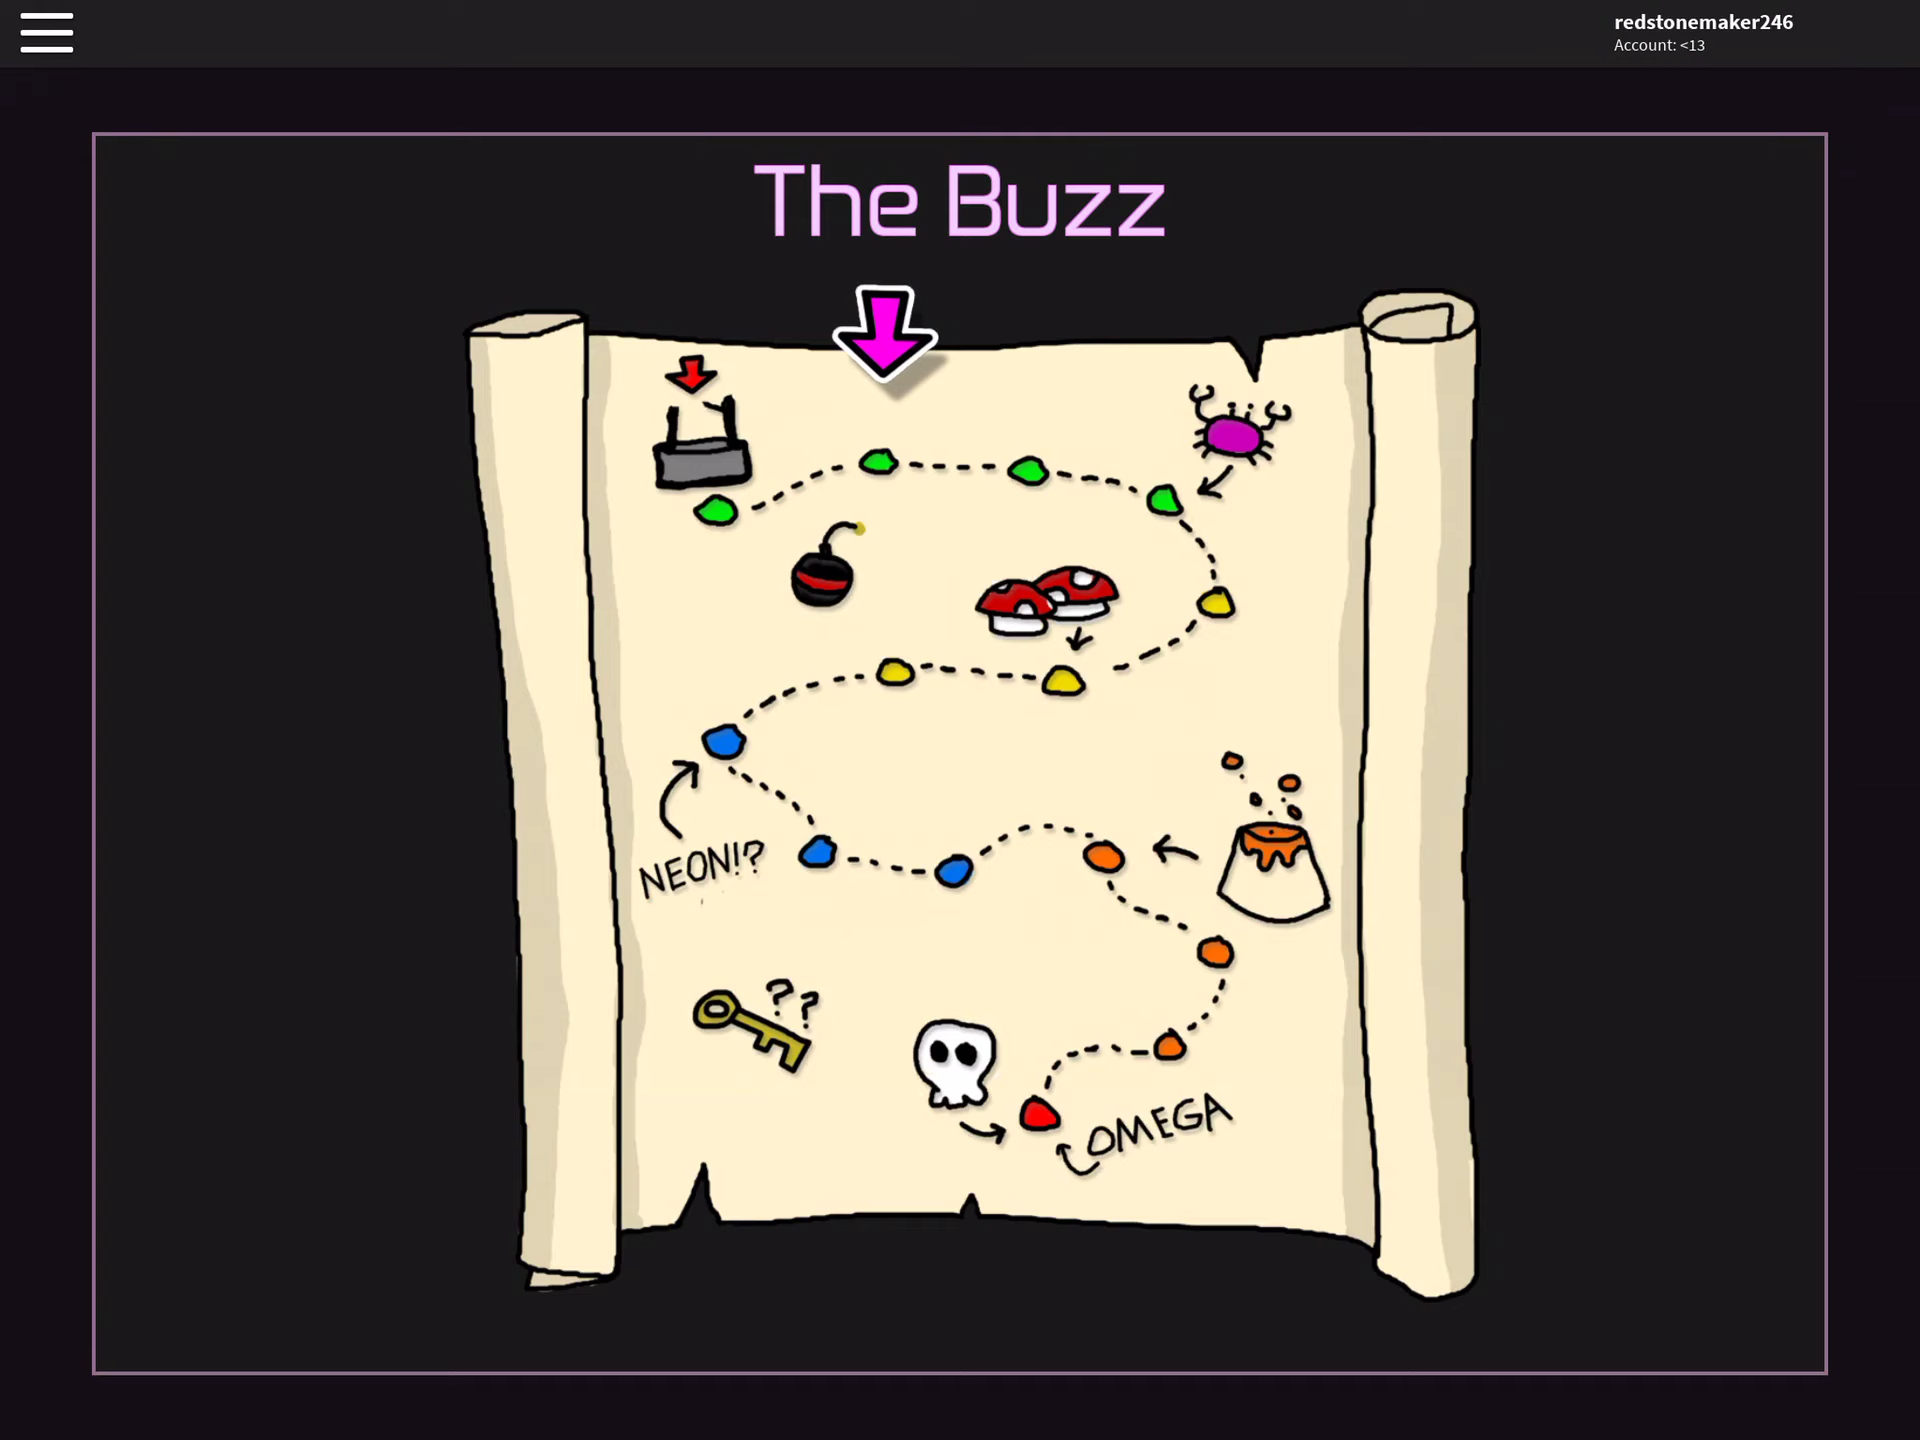 redstonemaker246
Account: <13
The Buzz
NEON!?
??
OMEGA